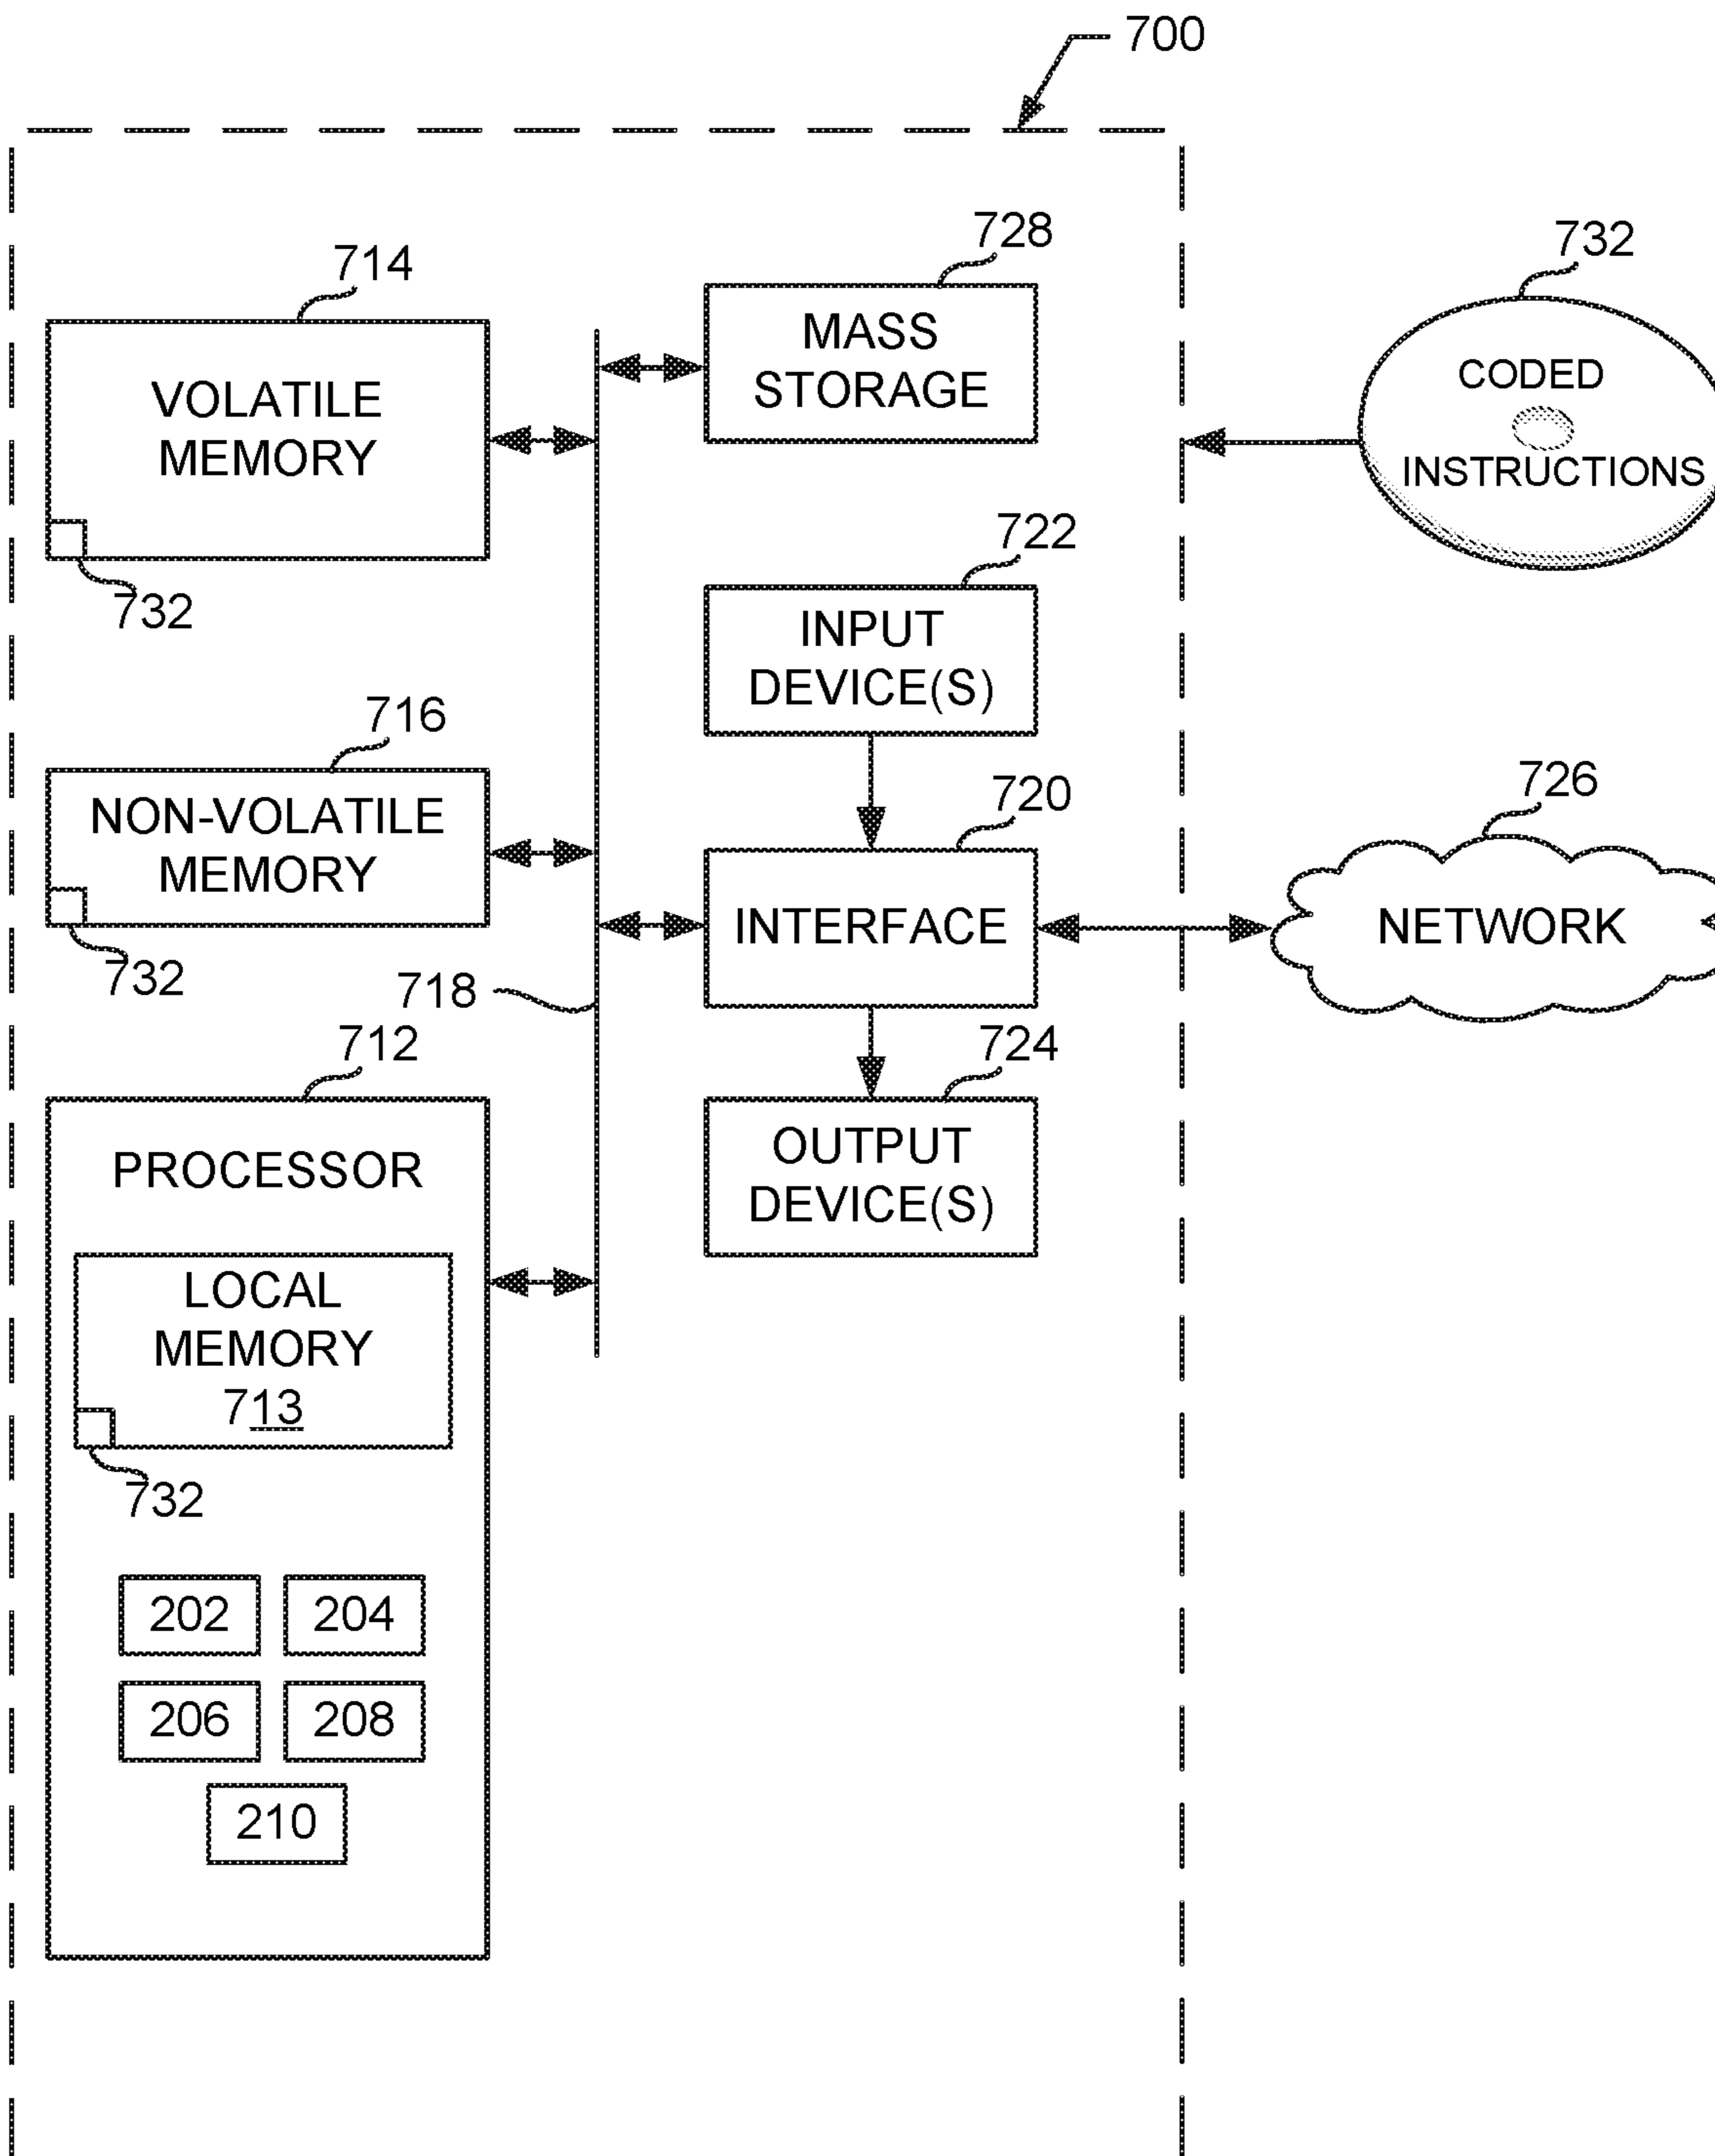 700
714
VOLATILE
MEMORY
732
728
MASS
STORAGE
732
CODED
INSTRUCTIONS
722
INPUT
DEVICE(S)
716
NON-VOLATILE
MEMORY
732
718
720
INTERFACE
726
NETWORK
712
PROCESSOR
LOCAL
MEMORY
713
732
724
OUTPUT
DEVICE(S)
202 204
206 208
210